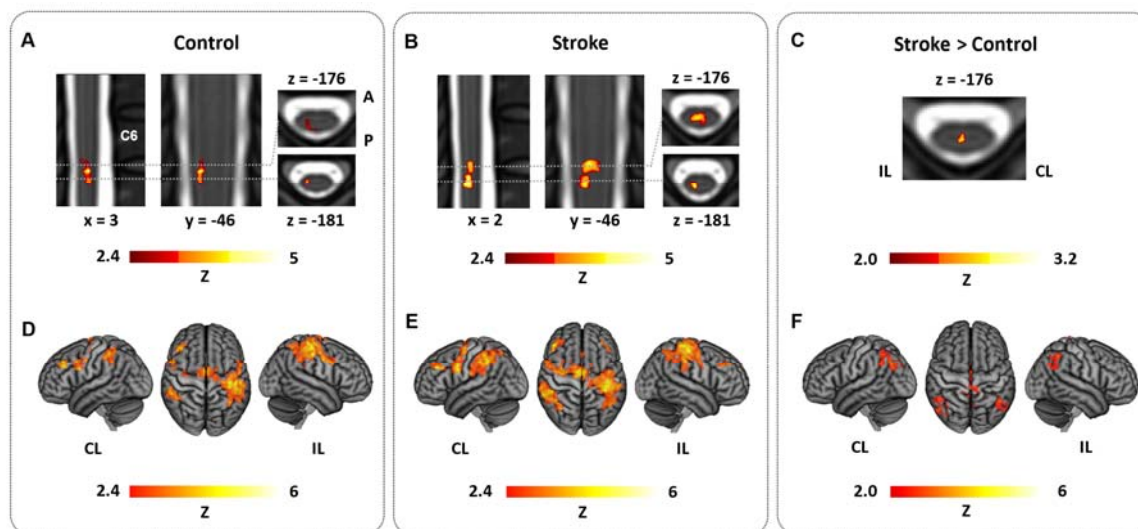 A
Control
z = -176
A
P
C6
x = 3
y = -46
z = -181
2.4
5
Z
B
Stroke
z = -176
x = 2
y = -46
z = -181
2.4
5
Z
C
Stroke > Control
z = -176
IL
CL
2.0
3.2
Z
D
CL
IL
2.4
6
Z
E
CL
IL
2.4
6
Z
F
CL
IL
2.0
6
Z